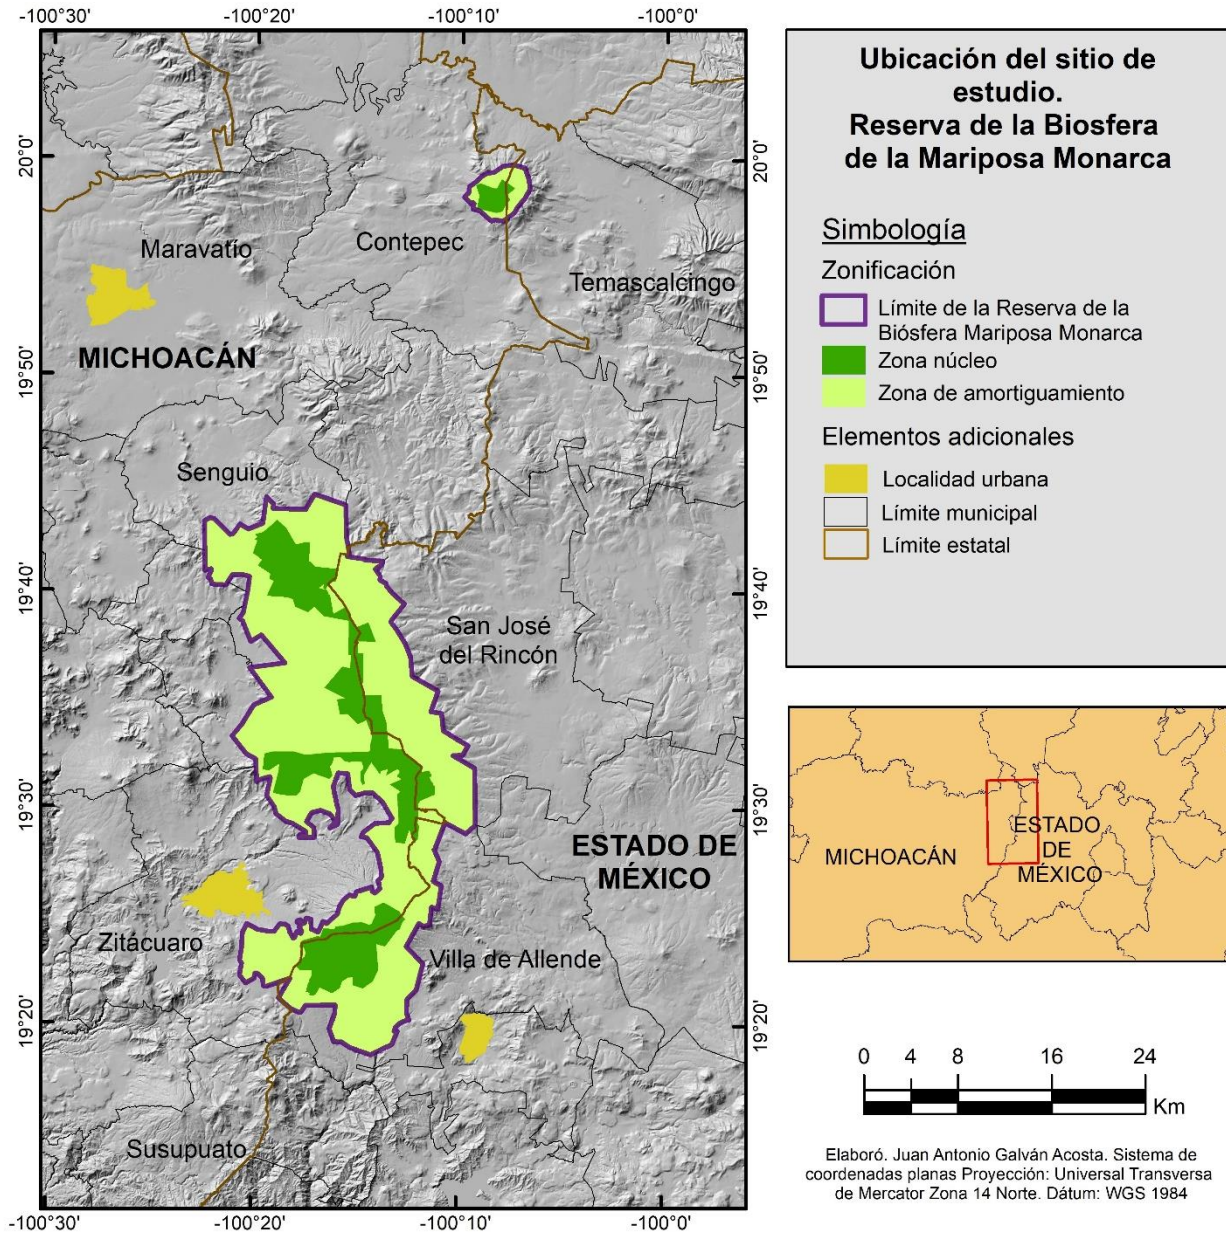 -100°30'
-100°20'
-100°10'
-100°0'
20°0'
19°50'
19°40'
19°30'
19°20'
20°0'
19°50'
19°40'
19°30'
19°20'
Maravatío
Contepec
Temascalcingo
MICHOACÁN
Senguio
San José
del Rincón
ESTADO DE
MÉXICO
Zitácuaro
Villa de Allende
Susupuato
-100°30'
-100°20'
-100°10'
-100°0'
Ubicación del sitio de
estudio.
Reserva de la Biosfera
de la Mariposa Monarca
Simbología
Zonificación
Límite de la Reserva de la
Biósfera Mariposa Monarca
Zona núcleo
Zona de amortiguamiento
Elementos adicionales
Localidad urbana
Límite municipal
Límite estatal
MICHOACÁN
ESTADO
DE
MÉXICO
0 4 8 16 24
Km
Elaboró. Juan Antonio Galván Acosta. Sistema de
coordenadas planas Proyección: Universal Transversa
de Mercator Zona 14 Norte. Dátum: WGS 1984